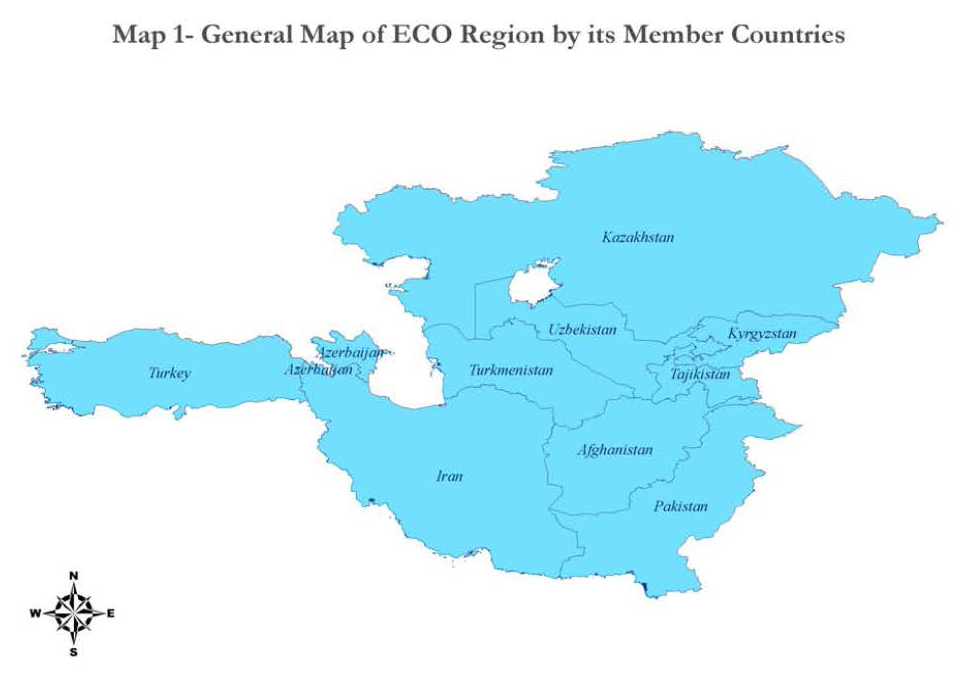 Map 1- General Map of ECO Region by its Member Countries
Kazakhstan
Uzbekistan
Kyrgyzstan
Azerbaijan
Azerbaijan
Turkey
Turkmenistan
Tajikistan
Afghanistan
Iran
Pakistan
N
W
E
S